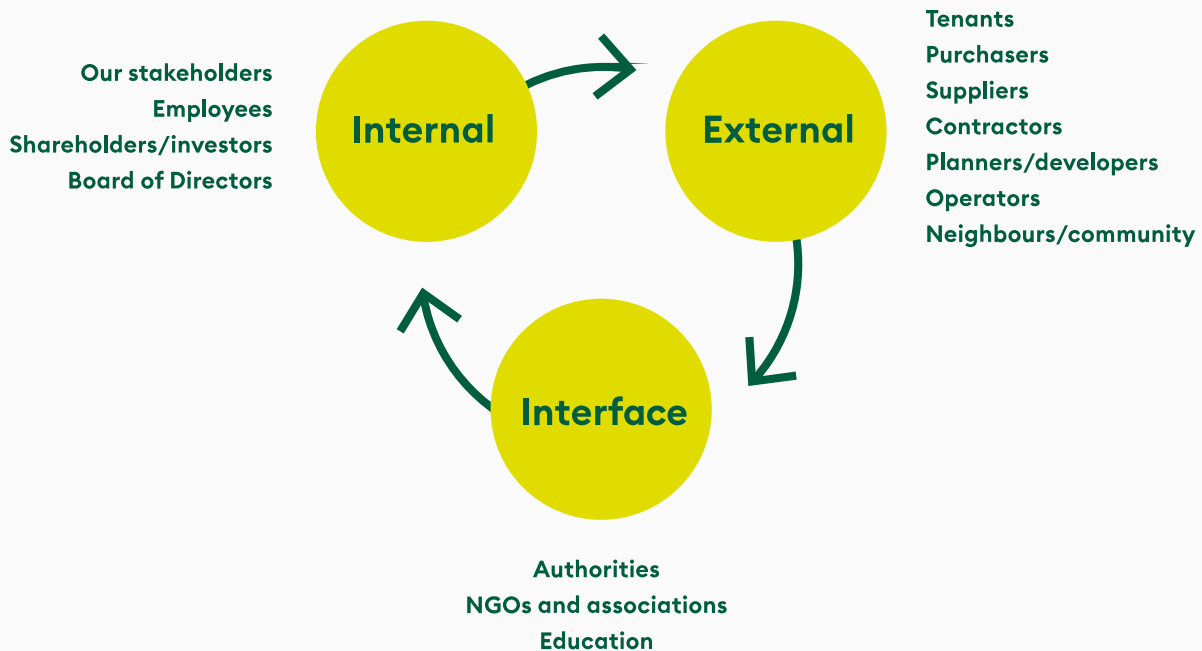 Our stakeholders
Employees
Shareholders/investors
Board of Directors
Internal
External
Tenants
Purchasers
Suppliers
Contractors
Planners/developers
Operators
Neighbours/community
Interface
Authorities
NGOs and associations
Education